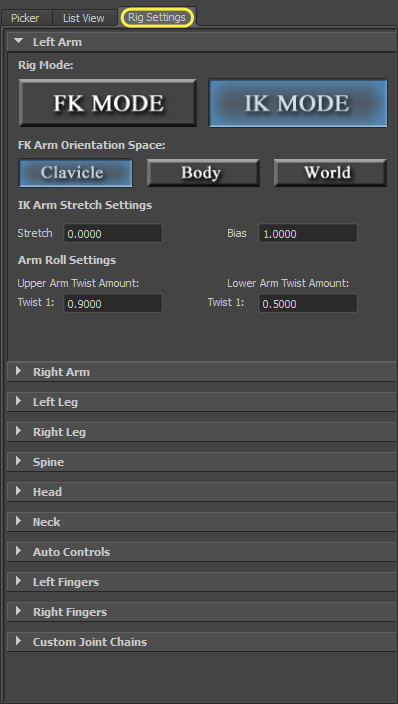 Picker List View Rig Settings
Left Arm
Rig Mode:
FK MODE IK MODE
FK Arm Orientation Space:
Clavicle Body World
IK Arm Stretch Settings
Stretch 0.0000 Bias 1.0000
Arm Roll Settings
Upper Arm Twist Amount: Lower Arm Twist Amount:
Twist 1: 0.9000 Twist 1: 0.5000
Right Arm
Left Leg
Right Leg
Spine
Head
Neck
Auto Controls
Left Fingers
Right Fingers
Custom Joint Chains